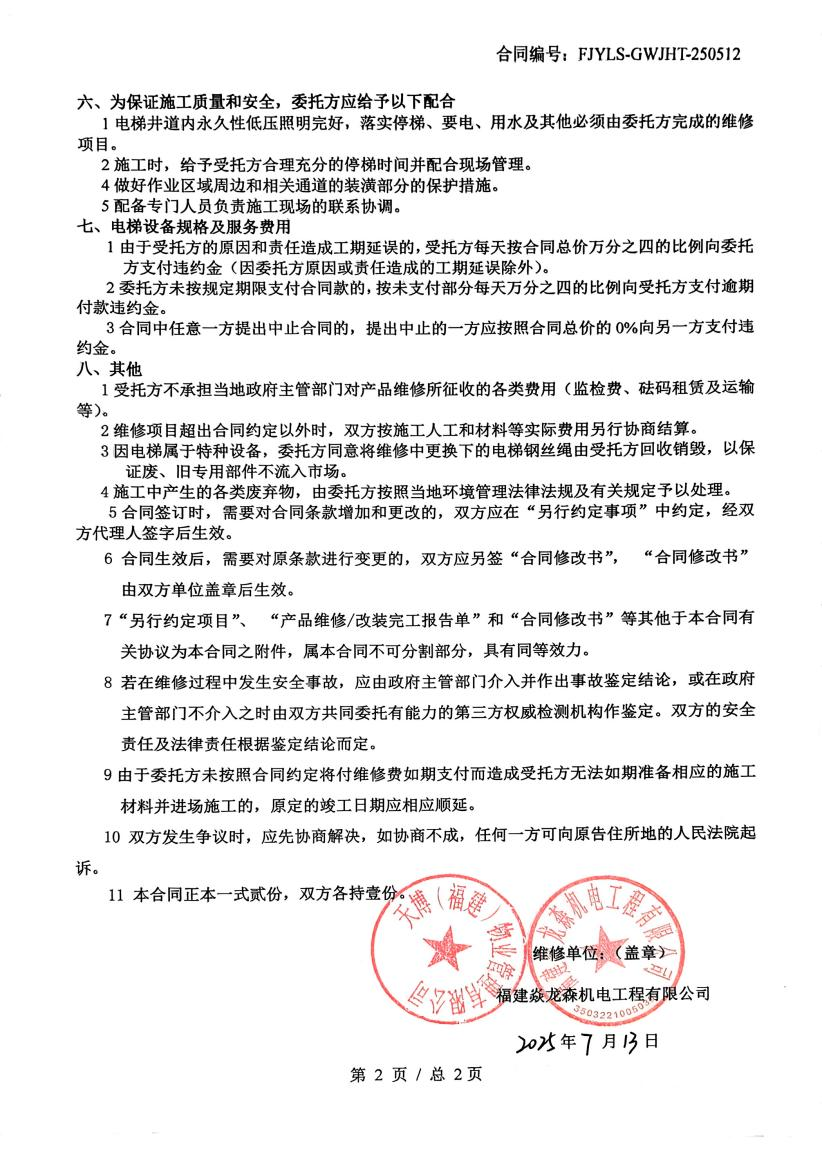 合同编号：FJYLS-GWJHT-250512
六、为保证施工质量和安全，委托方应给予以下配合
1 电梯井道内永久性低压照明完好，落实停梯、要电、用水及其他必须由委托方完成的维修
项目。
2 施工时，给予受托方合理充分的停梯时间并配合现场管理。
4 做好作业区域周边和相关通道的装潢部分的保护措施。
5 配备专门人员负责施工现场的联系协调。
七、电梯设备规格及服务费用
1 由于受托方的原因和责任造成工期延误的，受托方每天按合同总价万分之四的比例向委托
方支付违约金（因委托方原因或责任造成的工期延误除外）。
2 委托方未按规定期限支付合同款的，按未支付部分每天万分之四的比例向受托方支付逾期
付款违约金。
3 合同中任意一方提出中止合同的，提出中止的一方应按照合同总价的 0%向另一方支付违
约金。
八、其他
1 受托方不承担当地政府主管部门对产品维修所征收的各类费用（监检费、砝码租赁及运输
等）。
2 维修项目超出合同约定以外时，双方按施工人工和材料等实际费用另行协商结算。
3 因电梯属于特种设备，委托方同意将维修中更换下的电梯钢丝绳由受托方回收销毁，以保
证废、旧专用部件不流入市场。
4 施工中产生的各类废弃物，由委托方按照当地环境管理法律法规及有关规定予以处理。
5 合同签订时，需要对合同条款增加和更改的，双方应在“另行约定事项”中约定，经双
方代理人签字后生效。
6 合同生效后，需要对原条款进行变更的，双方应另签“合同修改书”， “合同修改书”
由双方单位盖章后生效。
7 “另行约定项目”、 “产品维修/改装完工报告单”和“合同修改书”等其他于本合同有
关协议为本合同之附件，属本合同不可分割部分，具有同等效力。
8 若在维修过程中发生安全事故，应由政府主管部门介入并作出事故鉴定结论，或在政府
主管部门不介入之时由双方共同委托有能力的第三方权威检测机构作鉴定。双方的安全
责任及法律责任根据鉴定结论而定。
9 由于委托方未按照合同约定将付维修费如期支付而造成受托方无法如期准备相应的施工
材料并进场施工的，原定的竣工日期应相应顺延。
10 双方发生争议时，应先协商解决，如协商不成，任何一方可向原告住所地的人民法院起
诉。
11 本合同正本一式贰份，双方各持壹份。
天博（福建）物业管理有限公司
龙森机电工程有限公司
维修单位：（盖章）
福建焱龙森机电工程有限公司
2025年7月13日
第 2 页 / 总 2 页